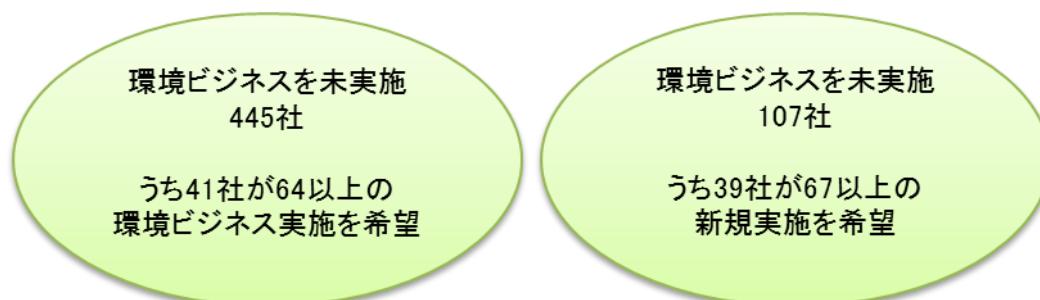 環境ビジネスを未実施
445社
うち41社が64以上の
環境ビジネス実施を希望
環境ビジネスを未実施
107社
うち39社が67以上の
新規実施を希望